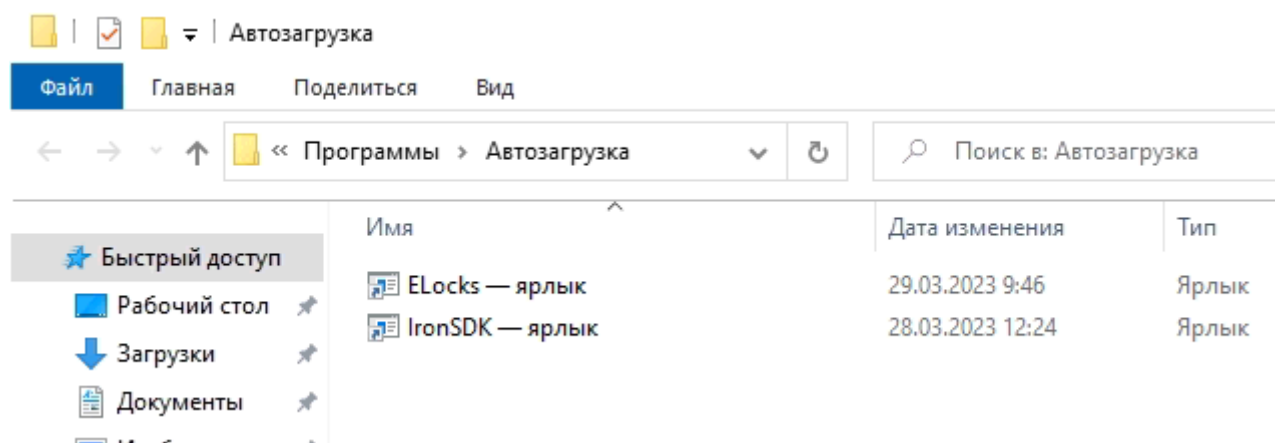 Автозагрузка
Файл Главная Поделиться Вид
« Программы › Автозагрузка Поиск в: Автозагрузка
Имя Дата изменения Тип
Быстрый доступ
ELocks — ярлык 29.03.2023 9:46 Ярлык
Рабочий стол
IronSDK — ярлык 28.03.2023 12:24 Ярлык
Загрузки
Документы